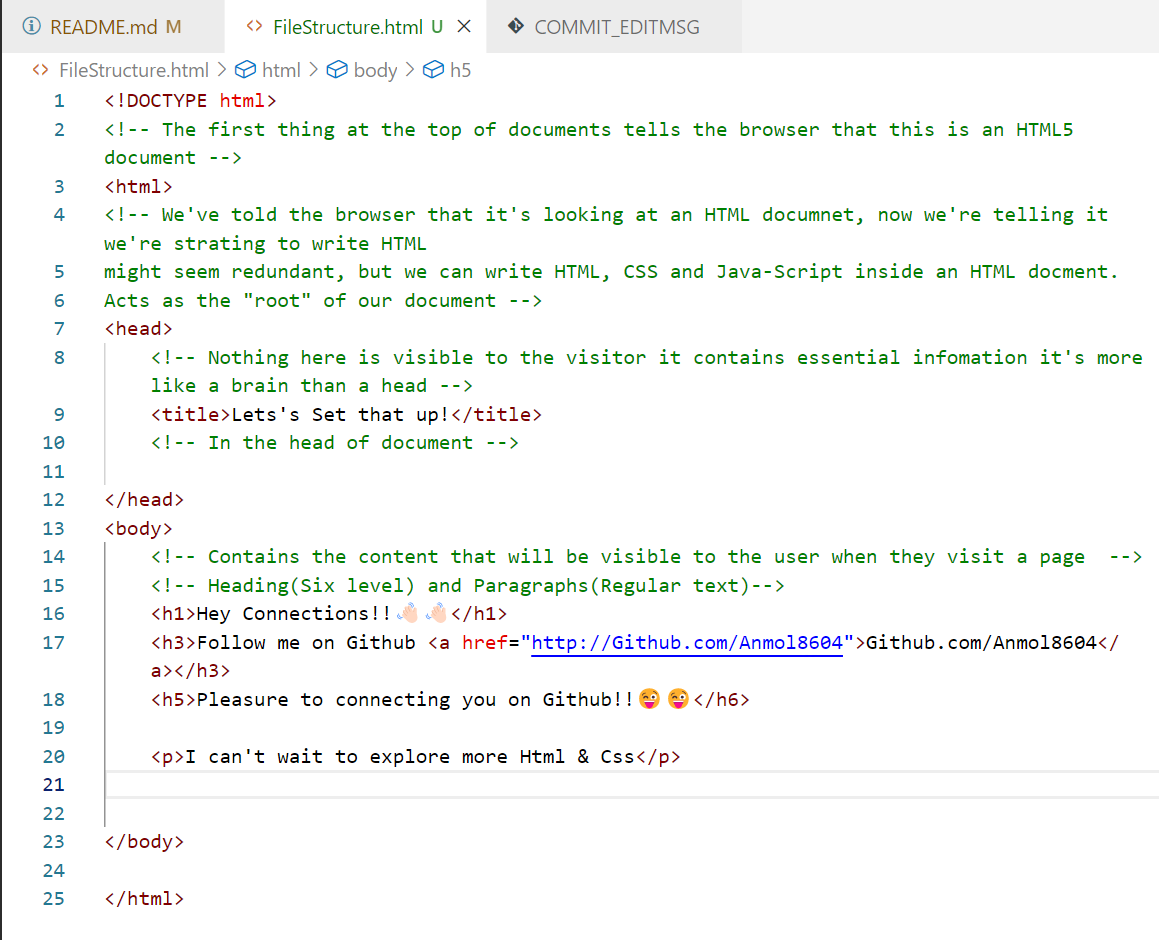 README.md M FileStructure.html U COMMIT_EDITMSG
FileStructure.html > html > body > h5
1 <!DOCTYPE html>
2 <!-- The first thing at the top of documents tells the browser that this is an HTML5
document -->
3 <html>
4 <!-- We've told the browser that it's looking at an HTML documnet, now we're telling it
we're strating to write HTML
5 might seem redundant, but we can write HTML, CSS and Java-Script inside an HTML docment.
6 Acts as the "root" of our document -->
7 <head>
8 <!-- Nothing here is visible to the visitor it contains essential infomation it's more
like a brain than a head -->
9 <title>Lets's Set that up!</title>
10 <!-- In the head of document -->
11
12 </head>
13 <body>
14 <!-- Contains the content that will be visible to the user when they visit a page  -->
15 <!-- Heading(Six level) and Paragraphs(Regular text)-->
16 <h1>Hey Connections!!👋🏻👋🏻</h1>
17 <h3>Follow me on Github <a href="http://Github.com/Anmol8604">Github.com/Anmol8604</
a></h3>
18 <h5>Pleasure to connecting you on Github!!😜😜</h6>
19
20 <p>I can't wait to explore more Html & Css</p>
21
22
23 </body>
24
25 </html>